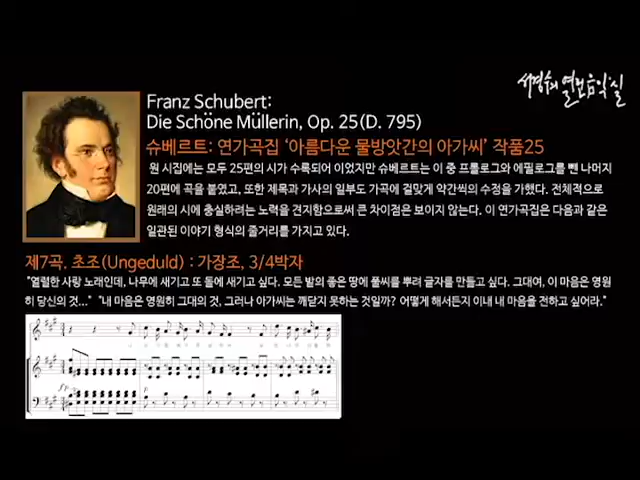 서경수의 열린음악실
Franz Schubert:
Die Schöne Müllerin, Op. 25(D. 795)
슈베르트: 연가곡집 ‘아름다운 물방앗간의 아가씨’ 작품25
원 시집에는 모두 25편의 시가 수록되어 이었지만 슈베르트는 이 중 프롤로그와 에필로그를 뺀 나머지
20편에 곡을 붙였고, 또한 제목과 가사의 일부도 가곡에 걸맞게 약간씩의 수정을 가했다. 전체적으로
원래의 시에 충실하려는 노력을 견지함으로써 큰 차이점은 보이지 않는다. 이 연가곡집은 다음과 같은
일관된 이야기 형식의 줄거리를 가지고 있다.
제7곡. 초조(Ungeduld) : 가장조, 3/4박자
"열렬한 사랑 노래인데, 나무에 새기고 또 돌에 새기고 싶다. 모든 밭의 좋은 땅에 풀씨를 뿌려 글자를 만들고 싶다. 그대여, 이 마음은 영원
히 당신의 것..." "내 마음은 영원히 그대의 것, 그러나 아가씨는 깨닫지 못하는 것일까? 어떻게 해서든지 이내 내 마음을 전하고 싶어라."